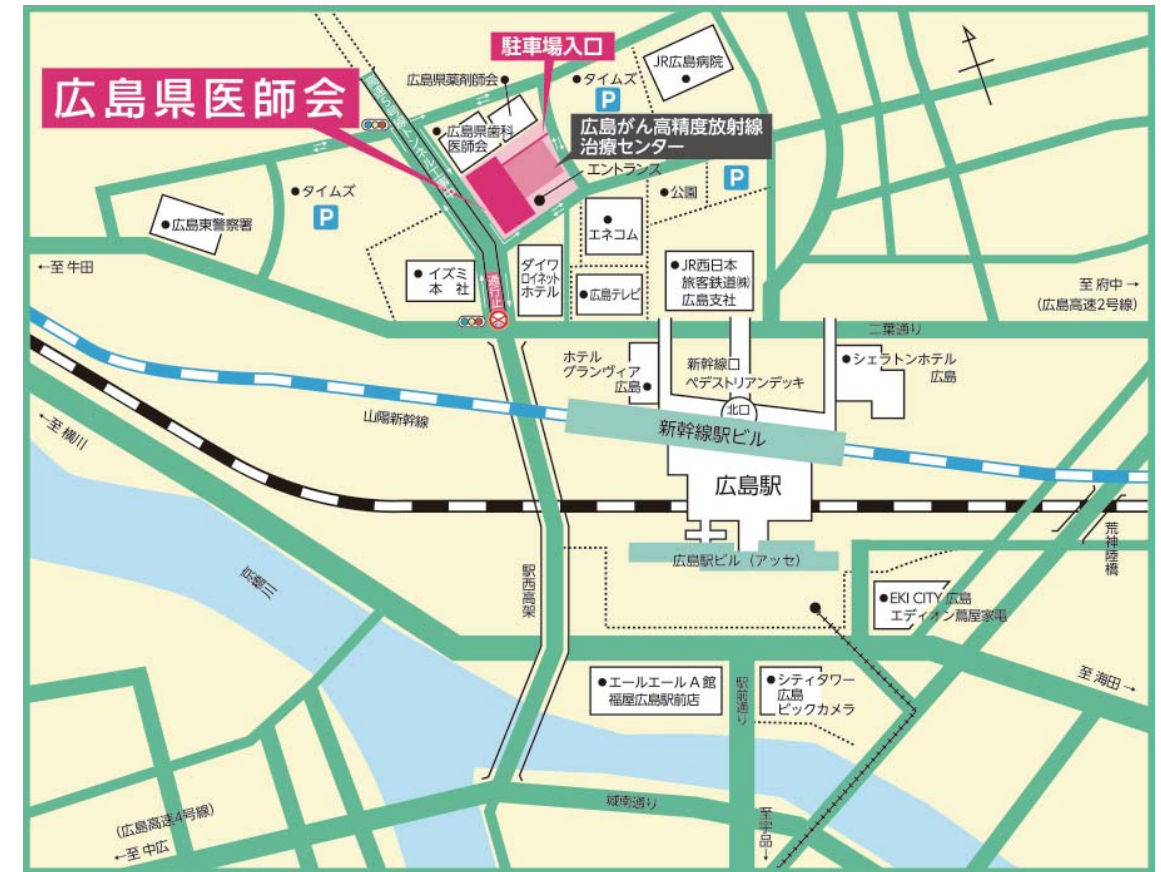 駐車場入口
JR広島病院
広島県薬剤師会
タイムズ
P
広島県医師会
広島県歯科
医師会
広島がん高精度放射線
治療センター
エントランス
P
公園
タイムズ
P
広島東警察署
エネコム
←至 牛田
イズミ
本 社
通行止
ダイワ
ロイネット
ホテル
広島テレビ
JR西日本
旅客鉄道㈱
広島支社
至 府中→
(広島高速2号線)
二葉通り
ホテル
グランヴィア
広島
新幹線口
ペデストリアンデッキ
シェラトンホテル
広島
北口
山陽新幹線
新幹線駅ビル
←至 横川
広島駅
荒神陸橋
広島駅ビル(アッセ)
京橋川
駅西高架
EKI CITY 広島
エディオン蔦屋家電
エールエールA館
福屋広島駅前店
駅前通り
シティタワー
広島
ビックカメラ
至 海田→
城南通り
(広島高速4号線)
←至 中広
至宇品→